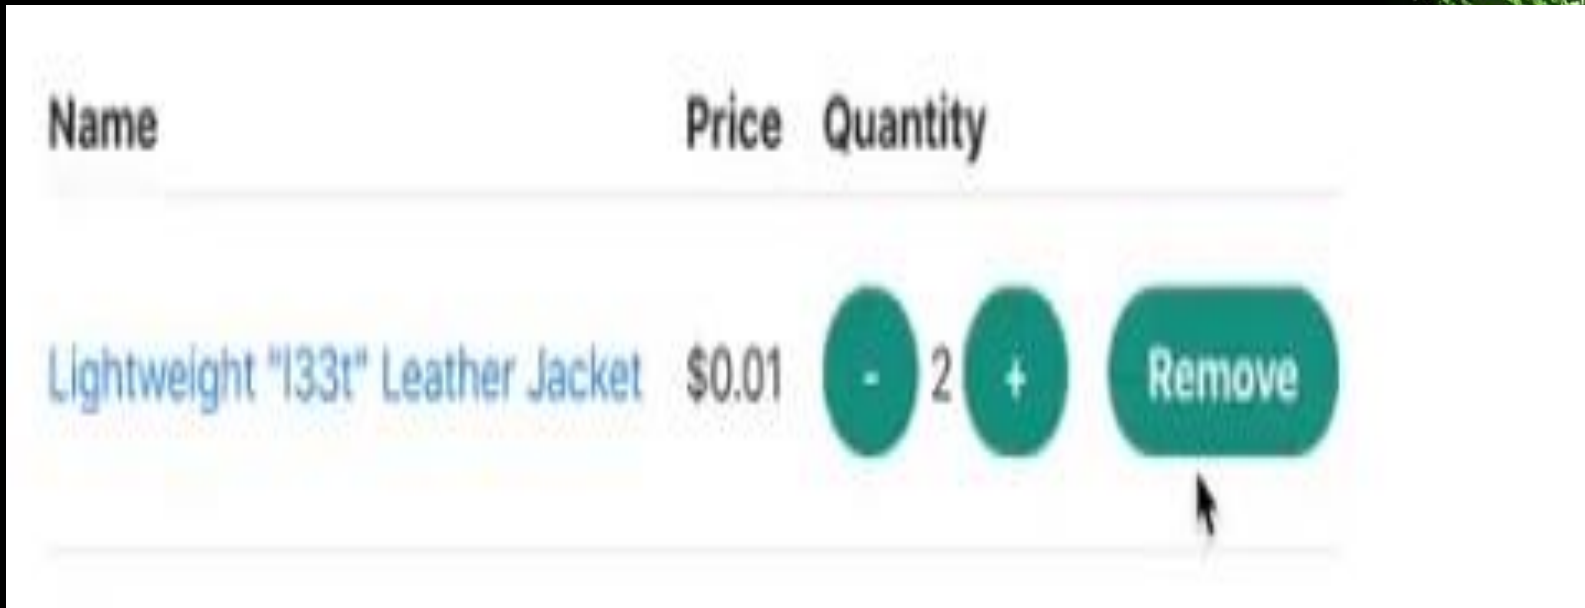 Name Price Quantity
Lightweight "l33t" Leather Jacket $0.01 - 2 + Remove